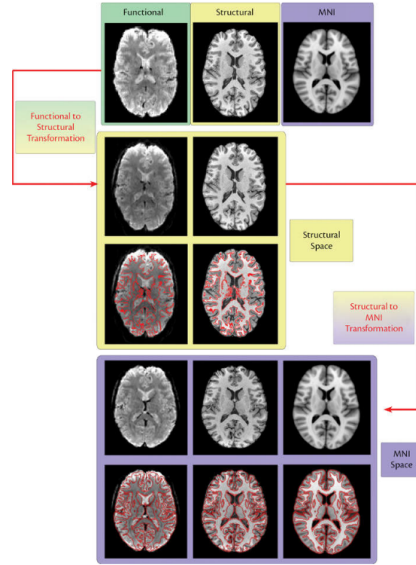 Functional
Structural
MNI
Functional to
Structural
Transformation
Structural
Space
Structural to
MNI
Transformation
MNI
Space